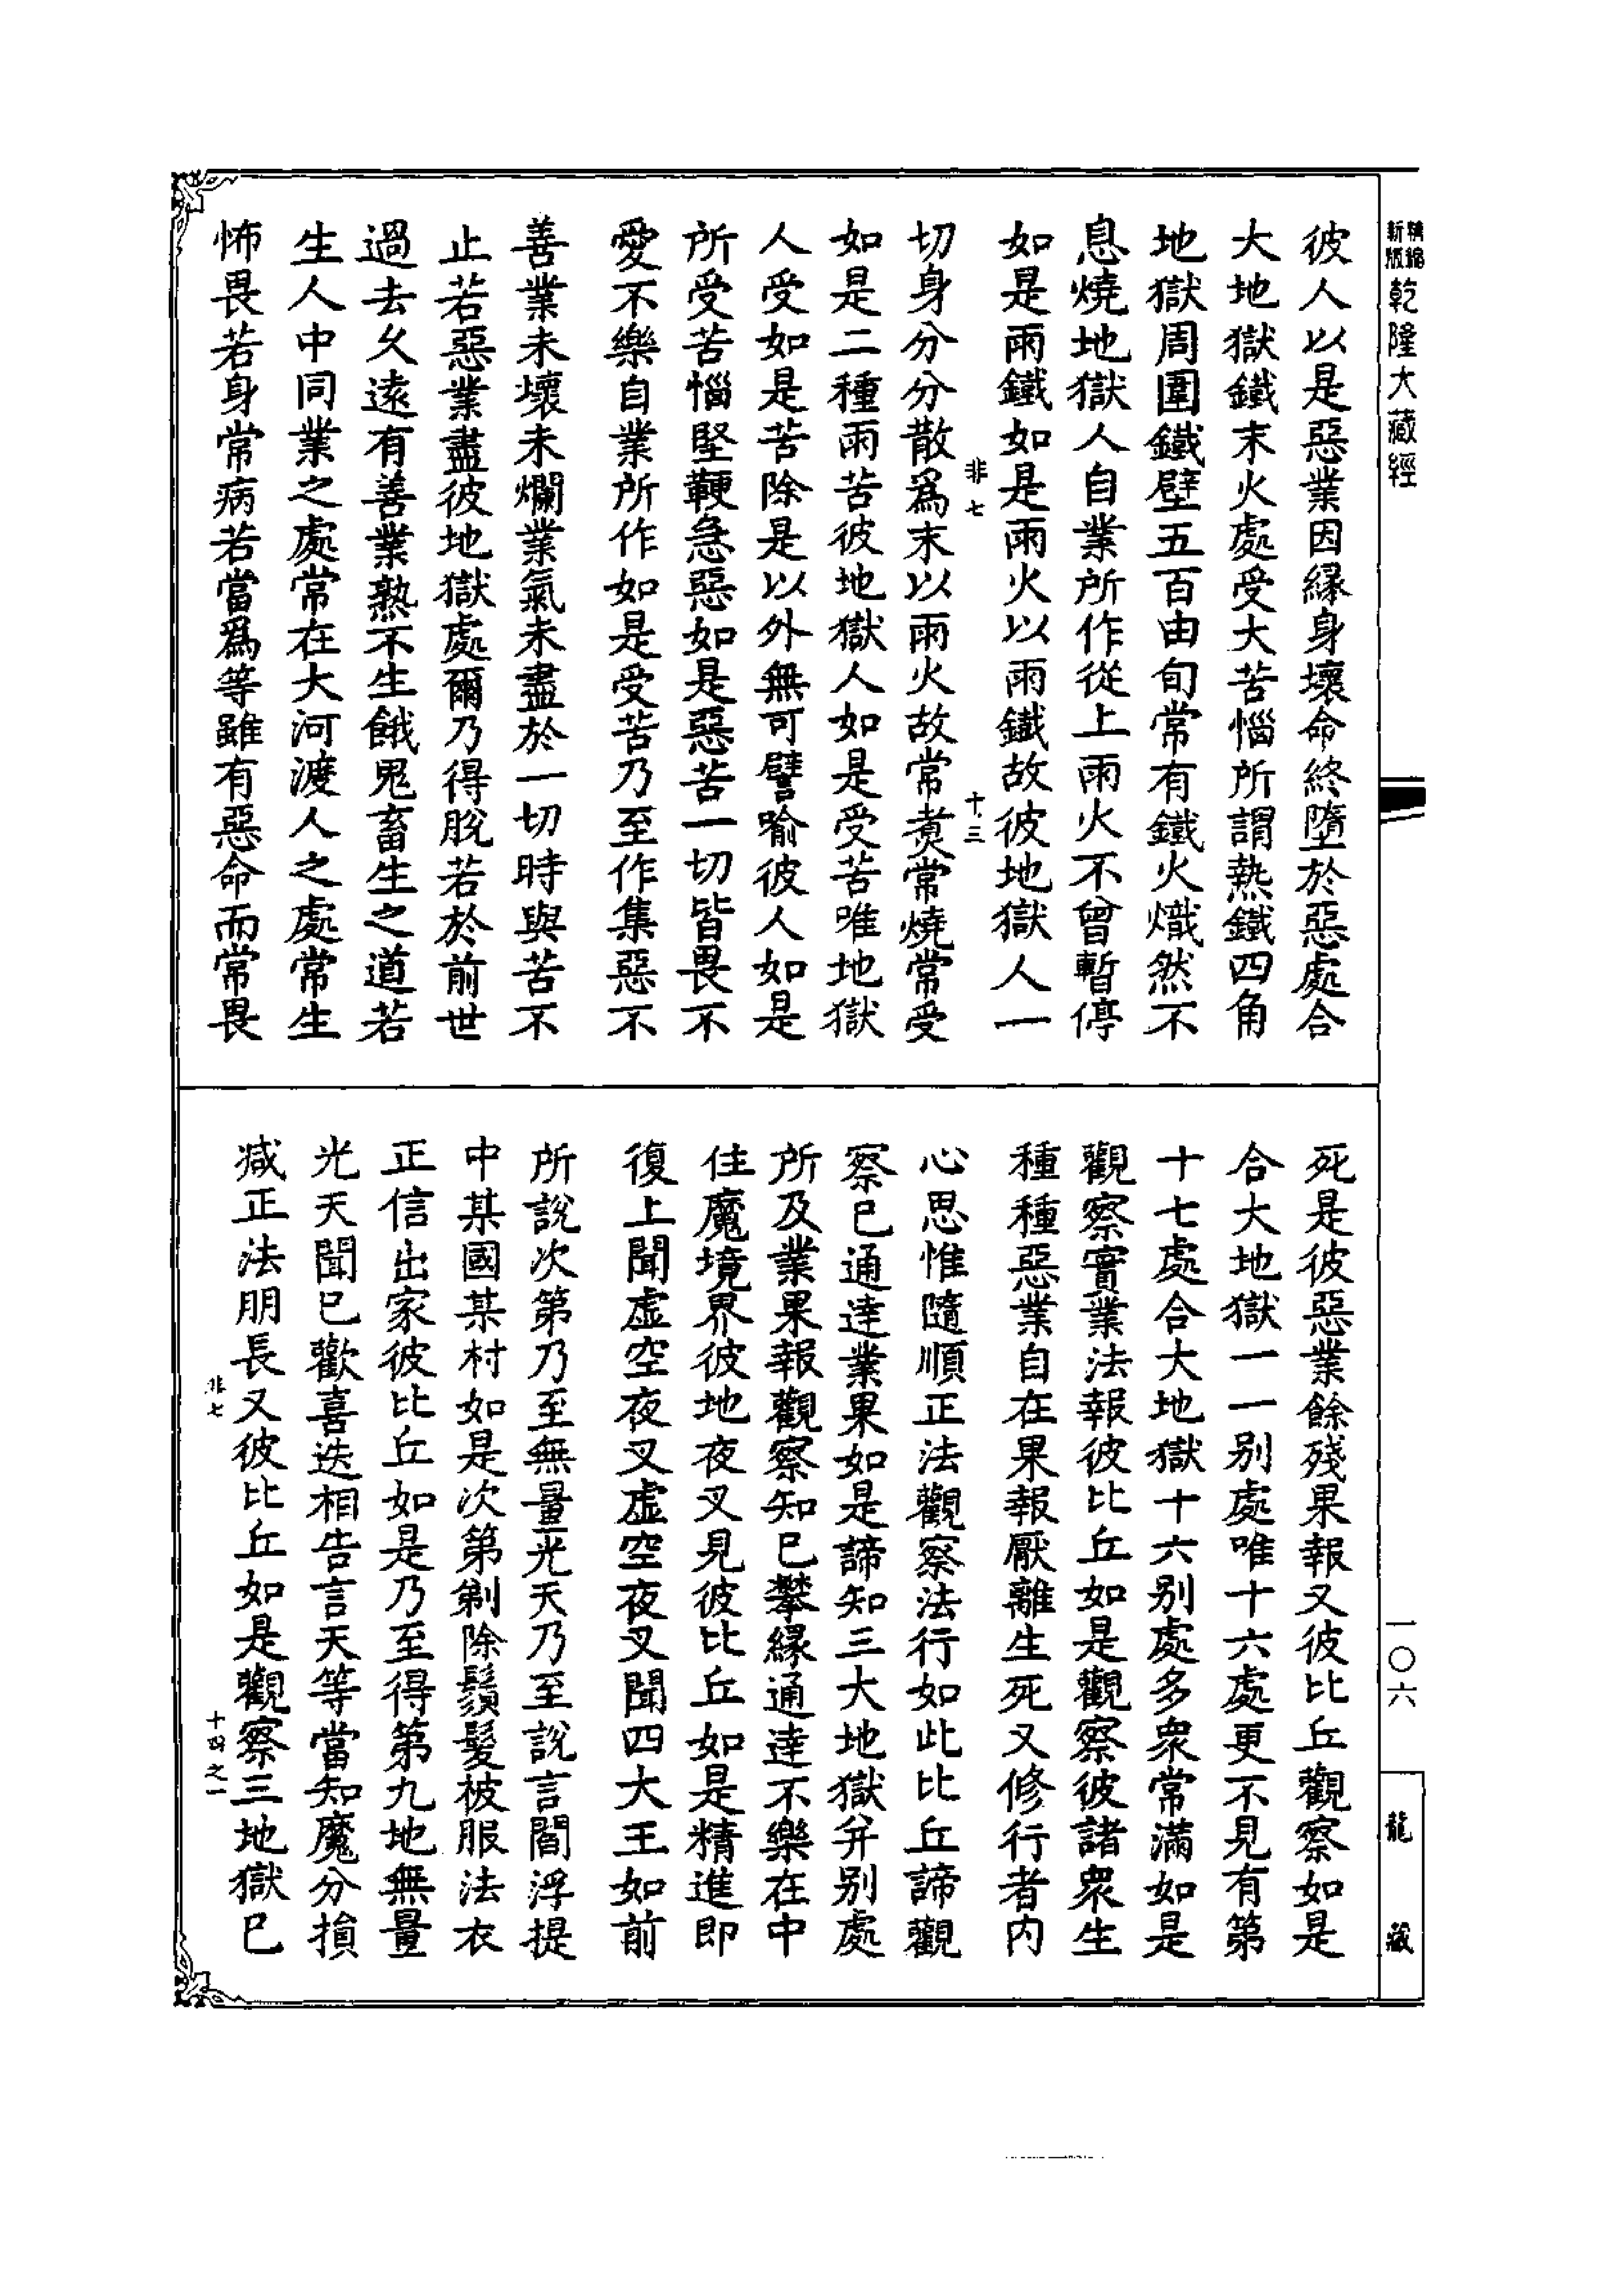 精縮新版乾隆大藏經
彼人以是惡業因緣身壞命終墮於惡處合
大地獄鐵末火處受大苦惱所謂熱鐵四角
地獄周圍鐵壁五百由旬常有鐵火熾然不
息燒地獄人自業所作從上雨火不曾暫停
如是雨鐵如是雨火以雨鐵故彼地獄人一
非七 十三
切身分分散爲末以雨火故常煑常燒常受
如是二種雨苦彼地獄人如是受苦唯地獄
人受如是苦除是以外無可譬喻彼人如是
所受苦惱堅鞕急惡如是惡苦一切皆畏不
愛不樂自業所作如是受苦乃至作集惡不
善業未壞未爛業氣未盡於一切時與苦不
止若惡業盡彼地獄處爾乃得脫若於前世
過去久遠有善業熟不生餓鬼畜生之道若
生人中同業之處常在大河渡人之處常生
怖畏若身常病若當爲等雖有惡命而常畏
死是彼惡業餘殘果報又彼比丘觀察如是
合大地獄一一别處唯十六處更不見有第
十七處合大地獄十六别處多衆常滿如是
觀察實業法報彼比丘如是觀察彼諸衆生
種種惡業自在果報厭離生死又修行者内
心思惟隨順正法觀察法行如此比丘諦觀
察已通達業果如是諦知三大地獄并别處
所及業果報觀察知已攀緣通達不樂在中
住魔境界彼地夜叉見彼比丘如是精進即
復上聞虛空夜叉虛空夜叉聞四大王如前
所說次第乃至無量光天乃至說言閻浮提
中某國某村如是次第剃除鬚髮被服法衣
正信出家彼比丘如是乃至得第九地無量
光天聞已歡喜迭相告言天等當知魔分損
減正法朋長又彼比丘如是觀察三地獄已
非七 十四之一
一〇六
龍藏